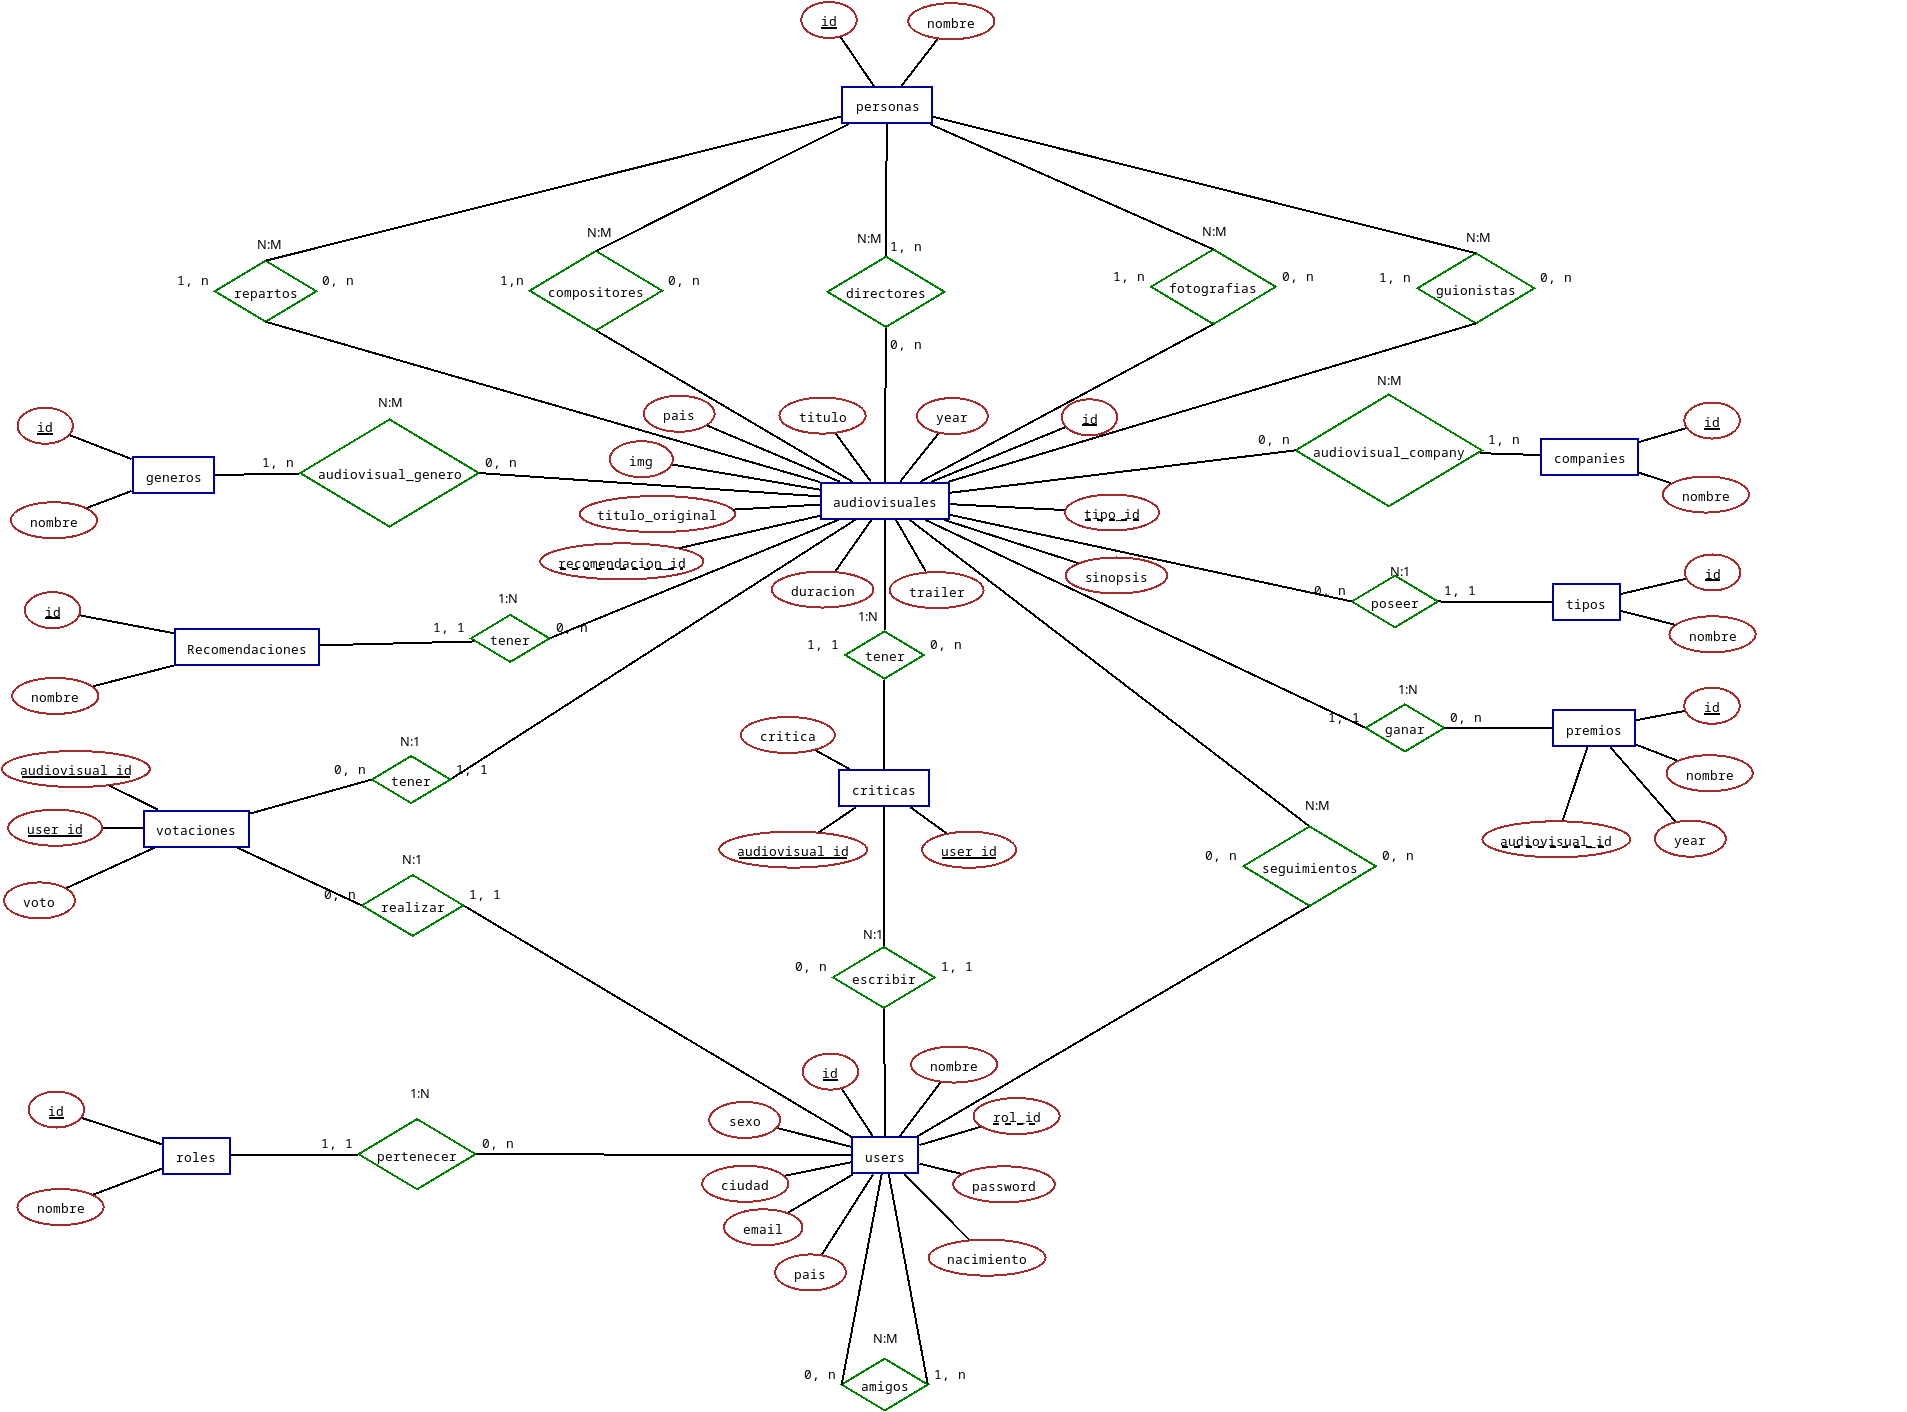 id
nombre
personas
N:M
1, n
repartos
0, n
N:M
1,n
compositores
0, n
N:M
1, n
directores
0, n
N:M
1, n
fotografias
0, n
N:M
1, n
guionistas
0, n
pais
titulo
year
id
img
titulo_original
recomendacion_id
audiovisuales
tipo_id
sinopsis
duracion
trailer
id
nombre
generos
1, n
N:M
audiovisual_genero
0, n
N:M
0, n
audiovisual_company
1, n
companies
id
nombre
id
nombre
Recomendaciones
1, 1
1:N
tener
0, n
N:1
0, n
poseer
1, 1
tipos
id
nombre
1:N
1, 1
tener
0, n
1:N
1, 1
ganar
0, n
premios
id
nombre
audiovisual_id
year
critica
criticas
audiovisual_id
user_id
audiovisual_id
user_id
voto
votaciones
N:1
0, n
tener
1, 1
N:1
0, n
realizar
1, 1
N:M
0, n
seguimientos
0, n
N:1
0, n
escribir
1, 1
id
nombre
roles
1:N
1, 1
pertenecer
0, n
id
nombre
sexo
rol_id
users
ciudad
password
email
pais
nacimiento
N:M
0, n
amigos
1, n